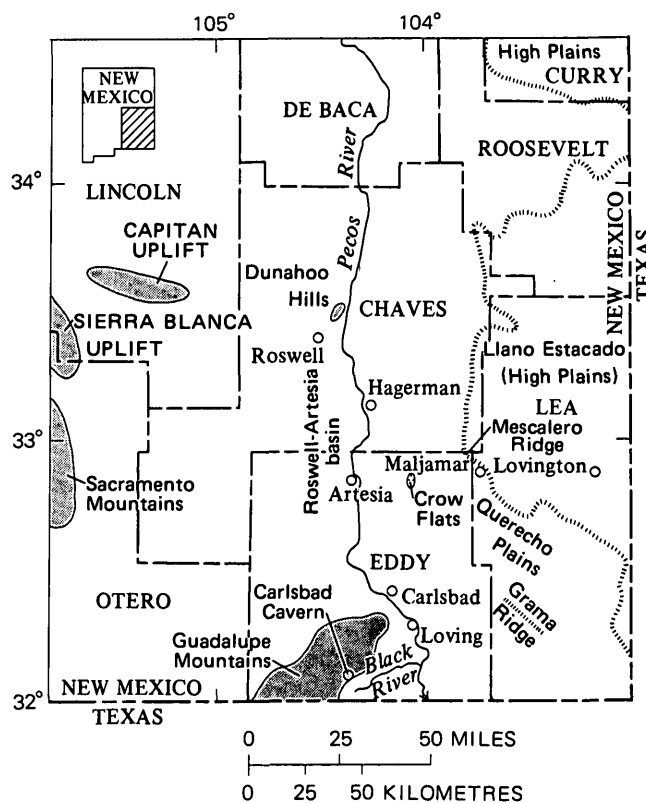 105° 104°
High Plains
CURRY
NEW
MEXICO
DE BACA
River
ROOSEVELT
34°
LINCOLN
CAPITAN
UPLIFT
Pecos
NEW MEXICO
TEXAS
Dunahoo
Hills
CHAVES
SIERRA BLANCA
UPLIFT
Roswell
Llano Estacado
(High Plains)
Hagerman
LEA
33°
Roswell-Artesia
basin
Mescalero
Ridge
Maljamar
Lovington
Sacramento
Mountains
Artesia
Crow
Flats
Querecho
Plains
EDDY
OTERO
Carlsbad
Cavern
Carlsbad
Grama
Ridge
Guadalupe
Mountains
Loving
Black
River
32°
NEW MEXICO
TEXAS
0 25 50 MILES
0 25 50 KILOMETRES